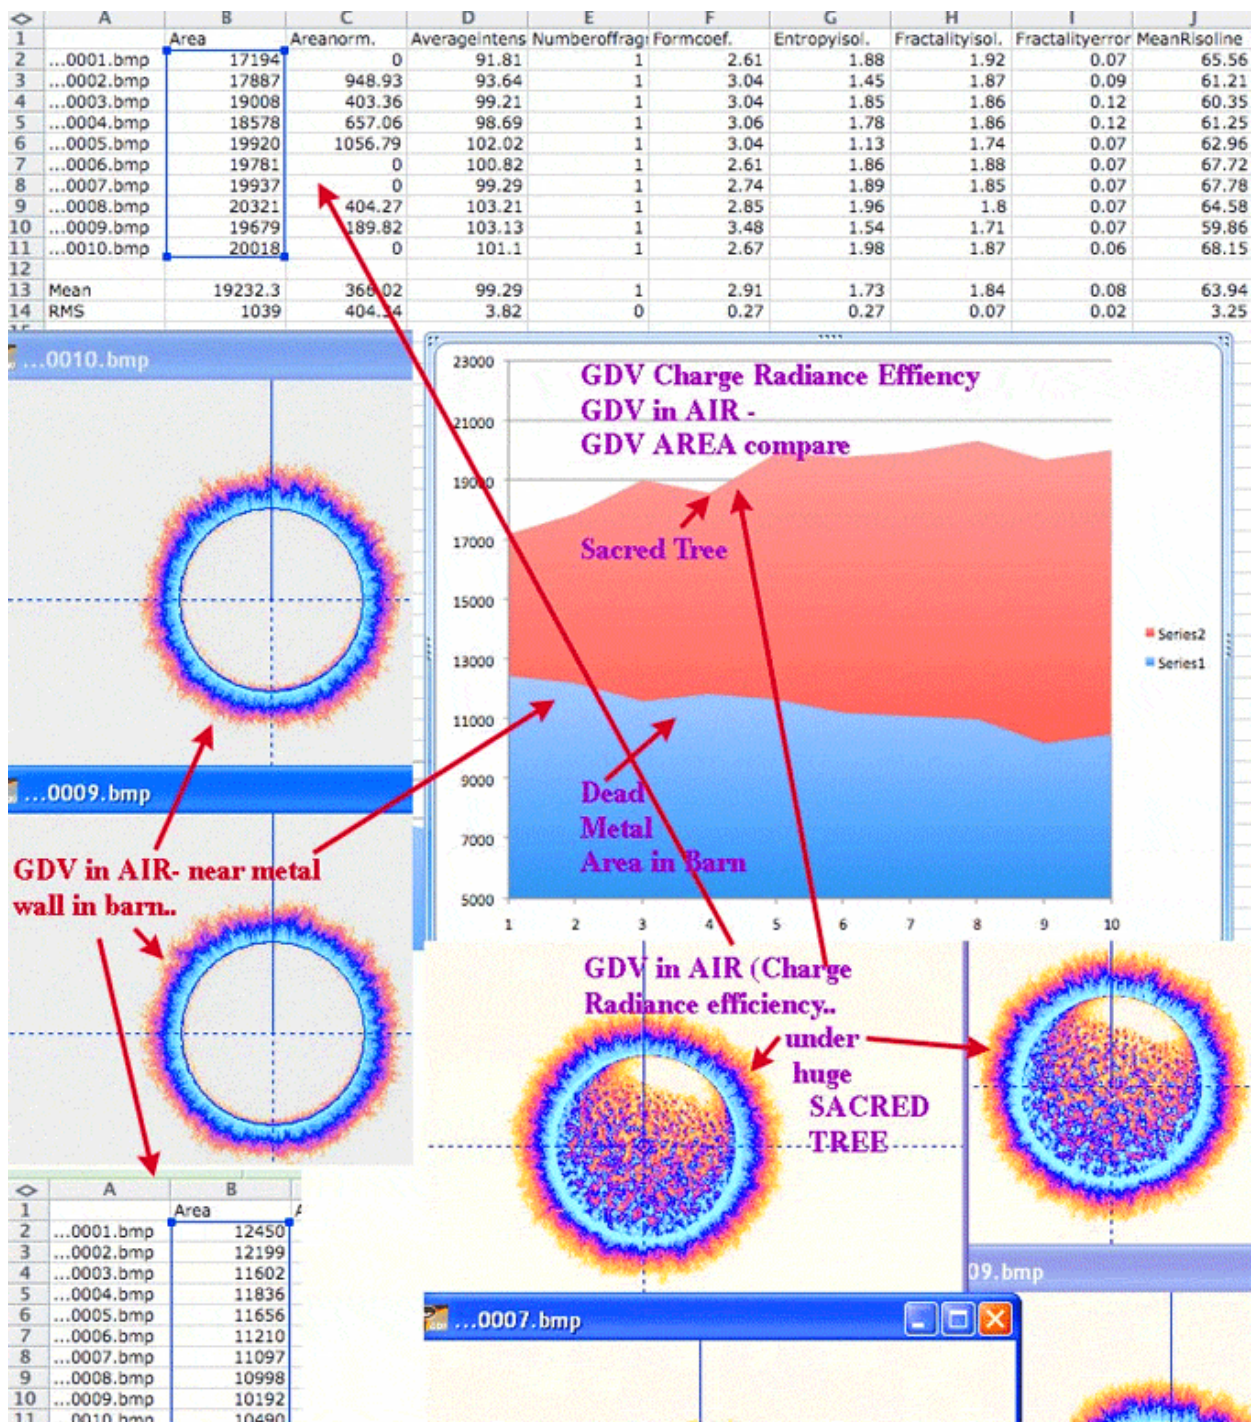 A B C D E F G H I J
1 Area Areanorm. AverageIntens Numberoffragi Formcoef. Entropyisol. Fractalityisol. Fractalityerror MeanRIsoline
2 ...0001.bmp 17194 0 91.81 1 2.61 1.88 1.92 0.07 65.56
3 ...0002.bmp 17887 948.93 93.64 1 3.04 1.45 1.87 0.09 61.21
4 ...0003.bmp 19008 403.36 99.21 1 3.04 1.85 1.86 0.12 60.35
5 ...0004.bmp 18578 657.06 98.69 1 3.06 1.78 1.86 0.12 61.25
6 ...0005.bmp 19920 1056.79 102.02 1 3.04 1.13 1.74 0.07 62.96
7 ...0006.bmp 19781 0 100.82 1 2.61 1.86 1.88 0.07 67.72
8 ...0007.bmp 19937 0 99.29 1 2.74 1.89 1.85 0.07 67.78
9 ...0008.bmp 20321 404.27 103.21 1 2.85 1.96 1.8 0.07 64.58
10 ...0009.bmp 19679 189.82 103.13 1 3.48 1.54 1.71 0.07 59.86
11 ...0010.bmp 20018 0 101.1 1 2.67 1.98 1.87 0.06 68.15
12
13 Mean 19232.3 366.02 99.29 1 2.91 1.73 1.84 0.08 63.94
14 RMS 1039 404.34 3.82 0 0.27 0.27 0.07 0.02 3.25
...0010.bmp
23000
21000
19000
17000
15000
13000
11000
9000
7000
5000
1 2 3 4 5 6 7 8 9 10
GDV Charge Radiance Effiency
GDV in AIR -
GDV AREA compare
Sacred Tree
Series2
Series1
Dead
Metal
Area in Barn
...0009.bmp
GDV in AIR- near metal
wall in barn..
GDV in AIR (Charge
Radiance efficiency..
under
huge
SACRED
TREE
09.bmp
...0007.bmp
A B
1 Area
2 ...0001.bmp 12450
3 ...0002.bmp 12199
4 ...0003.bmp 11602
5 ...0004.bmp 11836
6 ...0005.bmp 11656
7 ...0006.bmp 11210
8 ...0007.bmp 11097
9 ...0008.bmp 10998
10 ...0009.bmp 10192
11 ...0010.bmp 10490